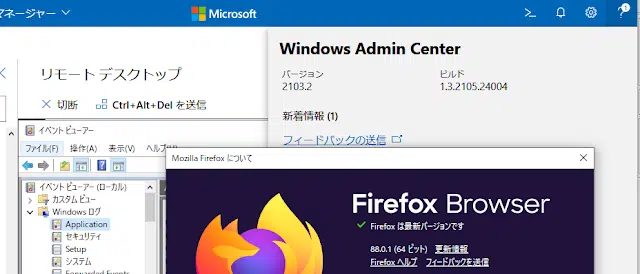 マネージャー
Microsoft
1
Windows Admin Center
バージョン
ビルド
2103.2
1.3.2105.24004
新着情報 (1)
フィードバックの送信
リモート デスクトップ
切断
Ctrl+Alt+Del を送信
イベント ビューアー
ファイル(F) 操作(A) 表示(V) ヘルプ(H)
イベント ビューアー (ローカル)
カスタム ビュー
Windows ログ
Application
セキュリティ
Setup
システム
Forwarded Events
Mozilla Firefox について
Firefox Browser
Firefox は最新バージョンです
88.0.1 (64 ビット) 更新情報
Firefox ヘルプ フィードバックを送信